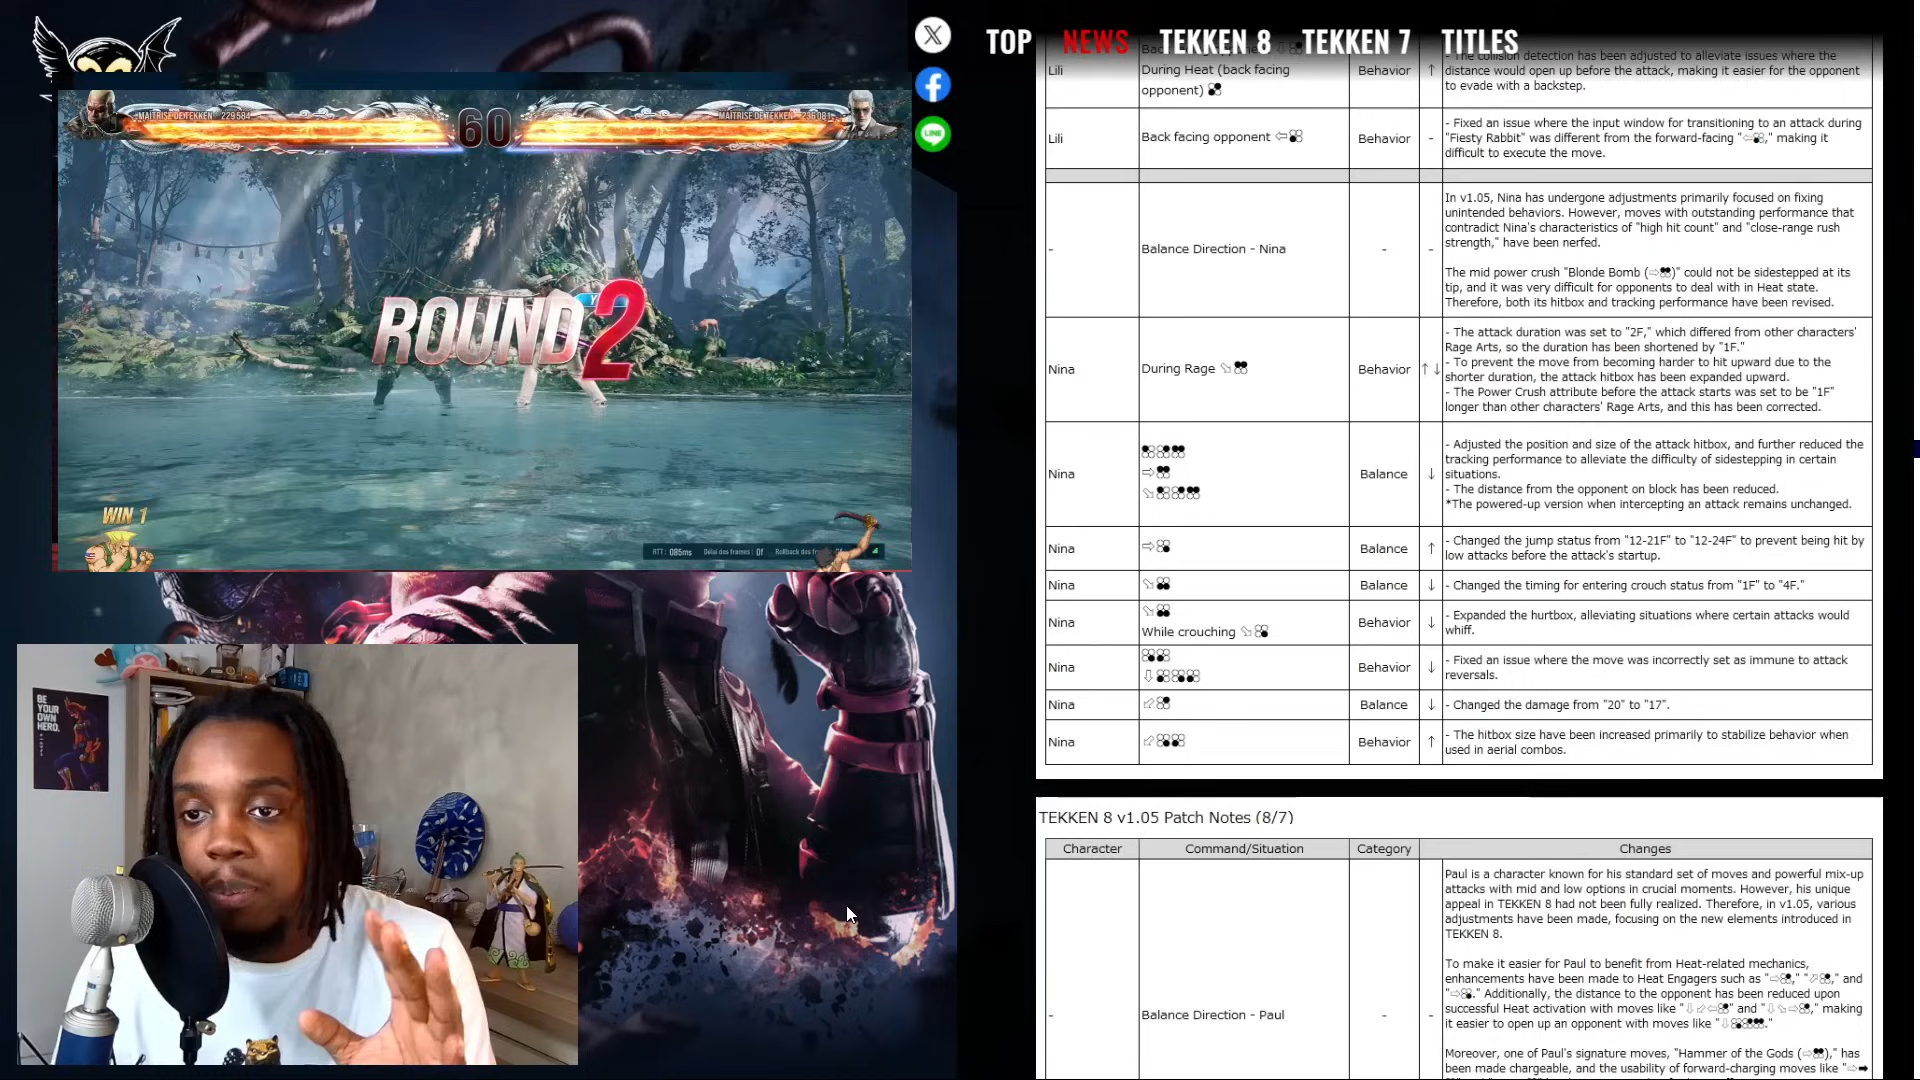 TOP NEWS TEKKEN 8 TEKKEN 7 TITLES
MAITRISE DE TEKKEN 229584
60
MAITRISE DE TEKKEN 236081
ROUND 2
WIN 1
RTT : 085ms Délai des frames : 0f
BE
YOUR
OWN
HERO.
Lili
During Heat (back facing
opponent)
Behavior
↑
- The collision detection has been adjusted to alleviate issues where the
distance would open up before the attack, making it easier for the opponent
to evade with a backstep.
Lili
Back facing opponent ⇦
Behavior
-
- Fixed an issue where the input window for transitioning to an attack during
"Fiesty Rabbit" was different from the forward-facing "⇦," making it
difficult to execute the move.
-
Balance Direction - Nina
-
-
In v1.05, Nina has undergone adjustments primarily focused on fixing
unintended behaviors. However, moves with outstanding performance that
contradict Nina's characteristics of "high hit count" and "close-range rush
strength," have been nerfed.
The mid power crush "Blonde Bomb (⇨)" could not be sidestepped at its
tip, and it was very difficult for opponents to deal with in Heat state.
Therefore, both its hitbox and tracking performance have been revised.
Nina
During Rage
Behavior
↑↓
- The attack duration was set to "2F," which differed from other characters'
Rage Arts, so the duration has been shortened by "1F."
- To prevent the move from becoming harder to hit upward due to the
shorter duration, the attack hitbox has been expanded upward.
- The Power Crush attribute before the attack starts was set to be "1F"
longer than other characters' Rage Arts, and this has been corrected.
Nina
Balance
↓
- Adjusted the position and size of the attack hitbox, and further reduced the
tracking performance to alleviate the difficulty of sidestepping in certain
situations.
- The distance from the opponent on block has been reduced.
*The powered-up version when intercepting an attack remains unchanged.
Nina
Balance
↑
- Changed the jump status from "12-21F" to "12-24F" to prevent being hit by
low attacks before the attack's startup.
Nina
Balance
↓
- Changed the timing for entering crouch status from "1F" to "4F."
Nina
While crouching
Behavior
↓
- Expanded the hurtbox, alleviating situations where certain attacks would
whiff.
Nina
Behavior
↓
- Fixed an issue where the move was incorrectly set as immune to attack
reversals.
Nina
Balance
↓
- Changed the damage from "20" to "17".
Nina
Behavior
↑
- The hitbox size have been increased primarily to stabilize behavior when
used in aerial combos.
TEKKEN 8 v1.05 Patch Notes (8/7)
Character
Command/Situation
Category
Changes
-
Balance Direction - Paul
-
-
Paul is a character known for his standard set of moves and powerful mix-up
attacks with mid and low options in crucial moments. However, his unique
appeal in TEKKEN 8 had not been fully realized. Therefore, in v1.05, various
adjustments have been made, focusing on the new elements introduced in
TEKKEN 8.
To make it easier for Paul to benefit from Heat-related mechanics,
enhancements have been made to Heat Engagers such as "⇨," "⬀," and
"⇨." Additionally, the distance to the opponent has been reduced upon
successful Heat activation with moves like "⇩⬃⇦" and "⇩⬂⇨," making
it easier to open up an opponent with moves like "⇩."
Moreover, one of Paul's signature moves, "Hammer of the Gods (⇨)," has
been made chargeable, and the usability of forward-charging moves like "⇨➡